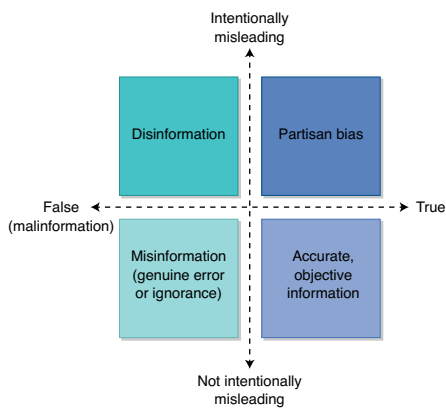 Intentionally
misleading
Disinformation
Partisan bias
False
(malinformation)
True
Misinformation
(genuine error
or ignorance)
Accurate,
objective
information
Not intentionally
misleading